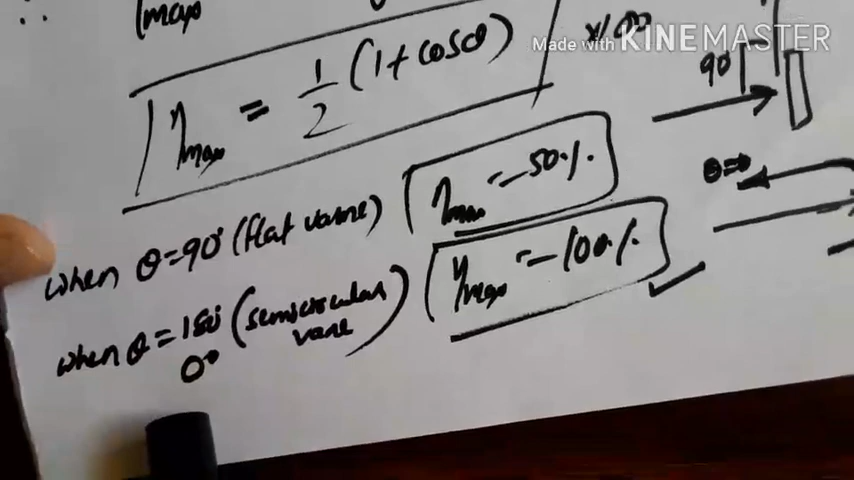 ∴ ηmax
Made with KINEMASTER
ηmax = 1/2 (1 + cosθ)
90°
when θ = 90° (flat vane) ηmax = 50%.
θ = 0
when θ = 180° (semicircular vane) ηmax = 100%.
0°